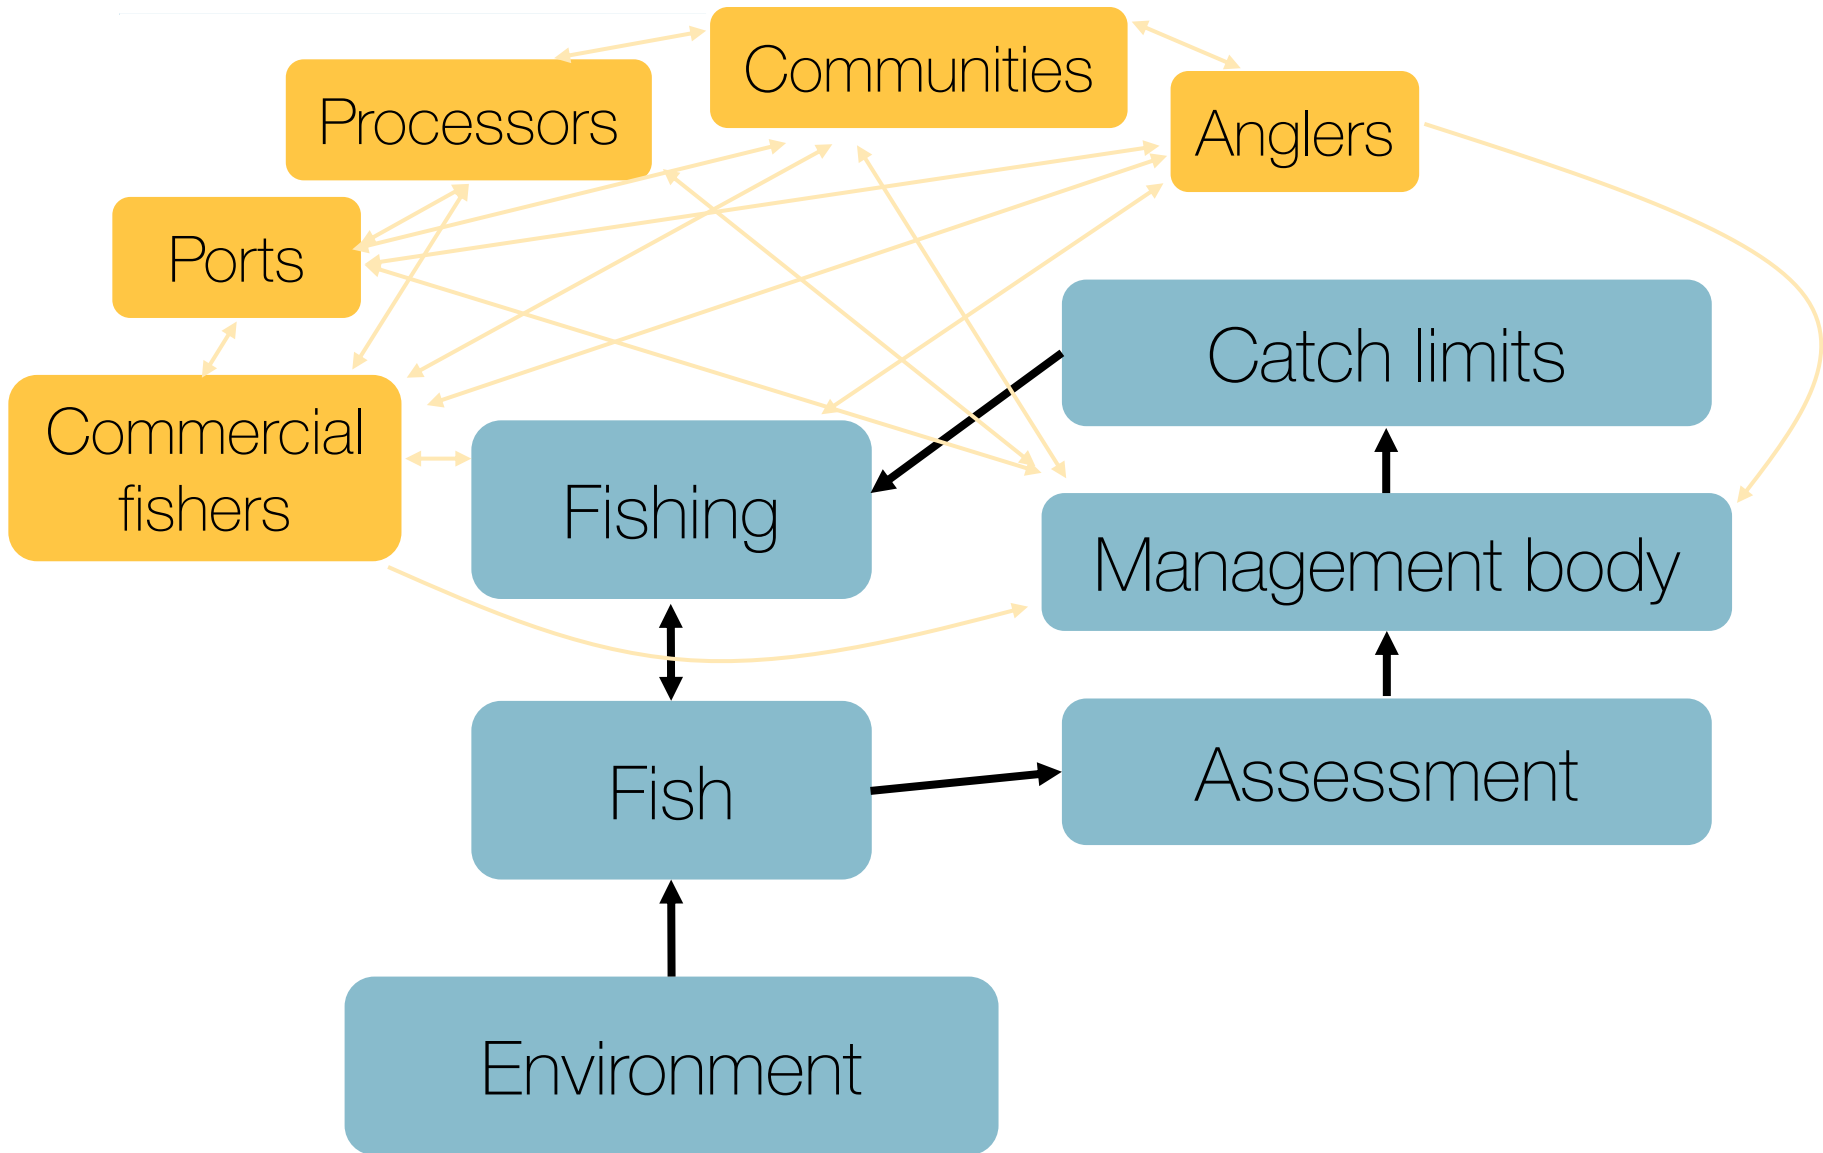 Communities
Processors
Anglers
Ports
Catch limits
Commercial
fishers
Fishing
Management body
Assessment
Fish
Environment